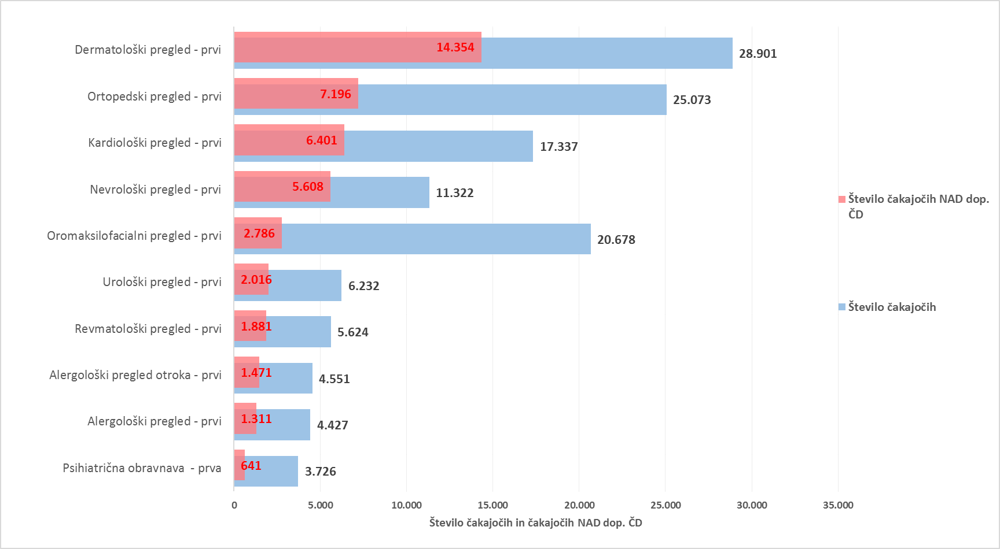 Dermatološki pregled - prvi
14.354
28.901
Ortopedski pregled - prvi
7.196
25.073
Kardiološki pregled - prvi
6.401
17.337
Nevrološki pregled - prvi
5.608
11.322
Oromaksilofacialni pregled - prvi
2.786
20.678
Urološki pregled - prvi
2.016
6.232
Revmatološki pregled - prvi
1.881
5.624
Alergološki pregled otroka - prvi
1.471
4.551
Alergološki pregled - prvi
1.311
4.427
Psihiatrična obravnava - prva
641
3.726
0 5.000 10.000 15.000 20.000 25.000 30.000 35.000
Število čakajočih in čakajočih NAD dop. ČD
Število čakajočih NAD dop.
ČD
Število čakajočih